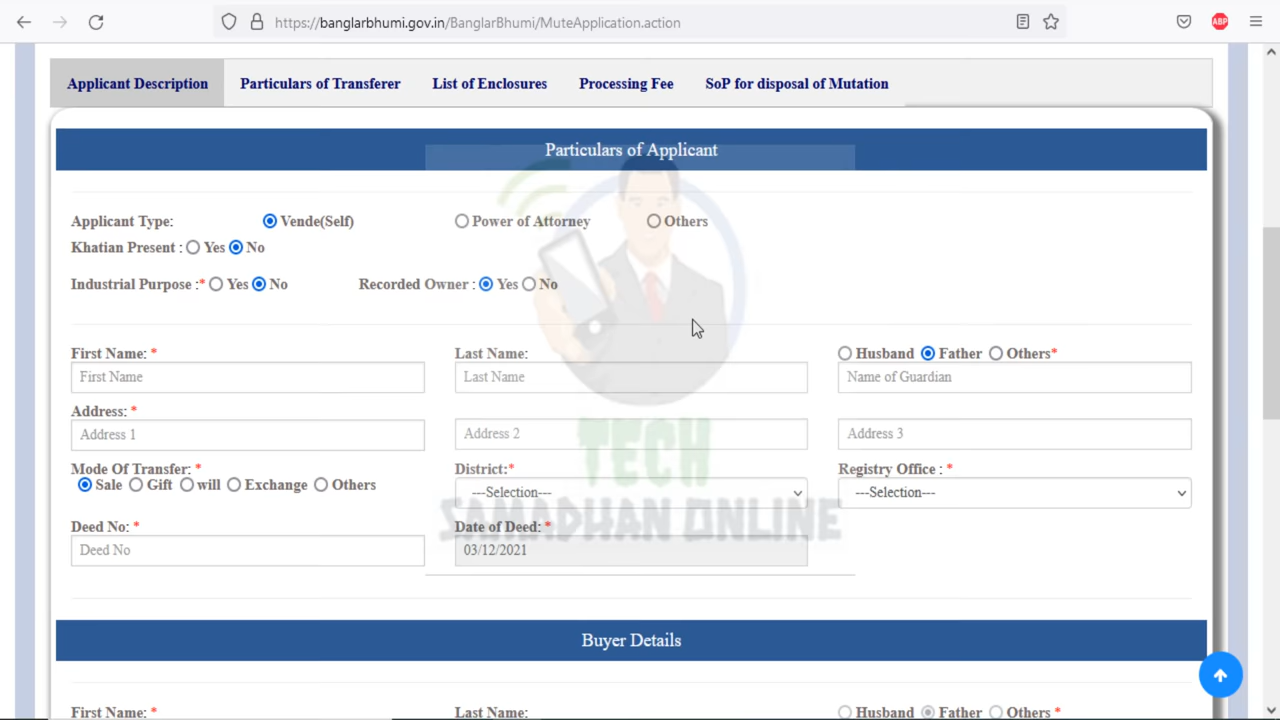 https://banglarbhumi.gov.in/BanglarBhumi/MuteApplication.action
ABP
Applicant Description Particulars of Transferer List of Enclosures Processing Fee SoP for disposal of Mutation
Particulars of Applicant
Applicant Type: Vende(Self) Power of Attorney Others
Khatian Present : Yes No
Industrial Purpose :* Yes No Recorded Owner : Yes No
First Name: * Last Name: Husband Father Others*
First Name Last Name Name of Guardian
Address: *
Address 1 Address 2 Address 3
Mode Of Transfer: * District:* Registry Office : *
Sale Gift will Exchange Others ---Selection--- ---Selection---
TECH
SAMADHAN ONLINE
Deed No: * Date of Deed: *
Deed No 03/12/2021
Buyer Details
First Name: * Last Name: Husband Father Others *